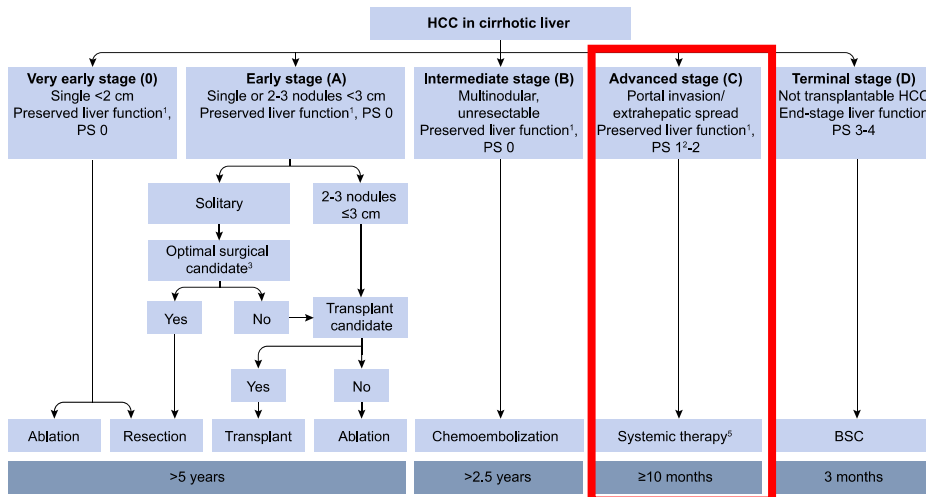 HCC in cirrhotic liver
Very early stage (0)
Single <2 cm
Preserved liver function¹,
PS 0
Early stage (A)
Single or 2-3 nodules <3 cm
Preserved liver function¹, PS 0
Intermediate stage (B)
Multinodular,
unresectable
Preserved liver function¹,
PS 0
Advanced stage (C)
Portal invasion/
extrahepatic spread
Preserved liver function¹,
PS 1²-2
Terminal stage (D)
Not transplantable HCC
End-stage liver function
PS 3-4
Solitary
2-3 nodules
≤3 cm
Optimal surgical
candidate³
Yes
No
Transplant
candidate
Yes
No
Ablation
Resection
Transplant
Ablation
Chemoembolization
Systemic therapy⁵
BSC
>5 years
>2.5 years
≥10 months
3 months